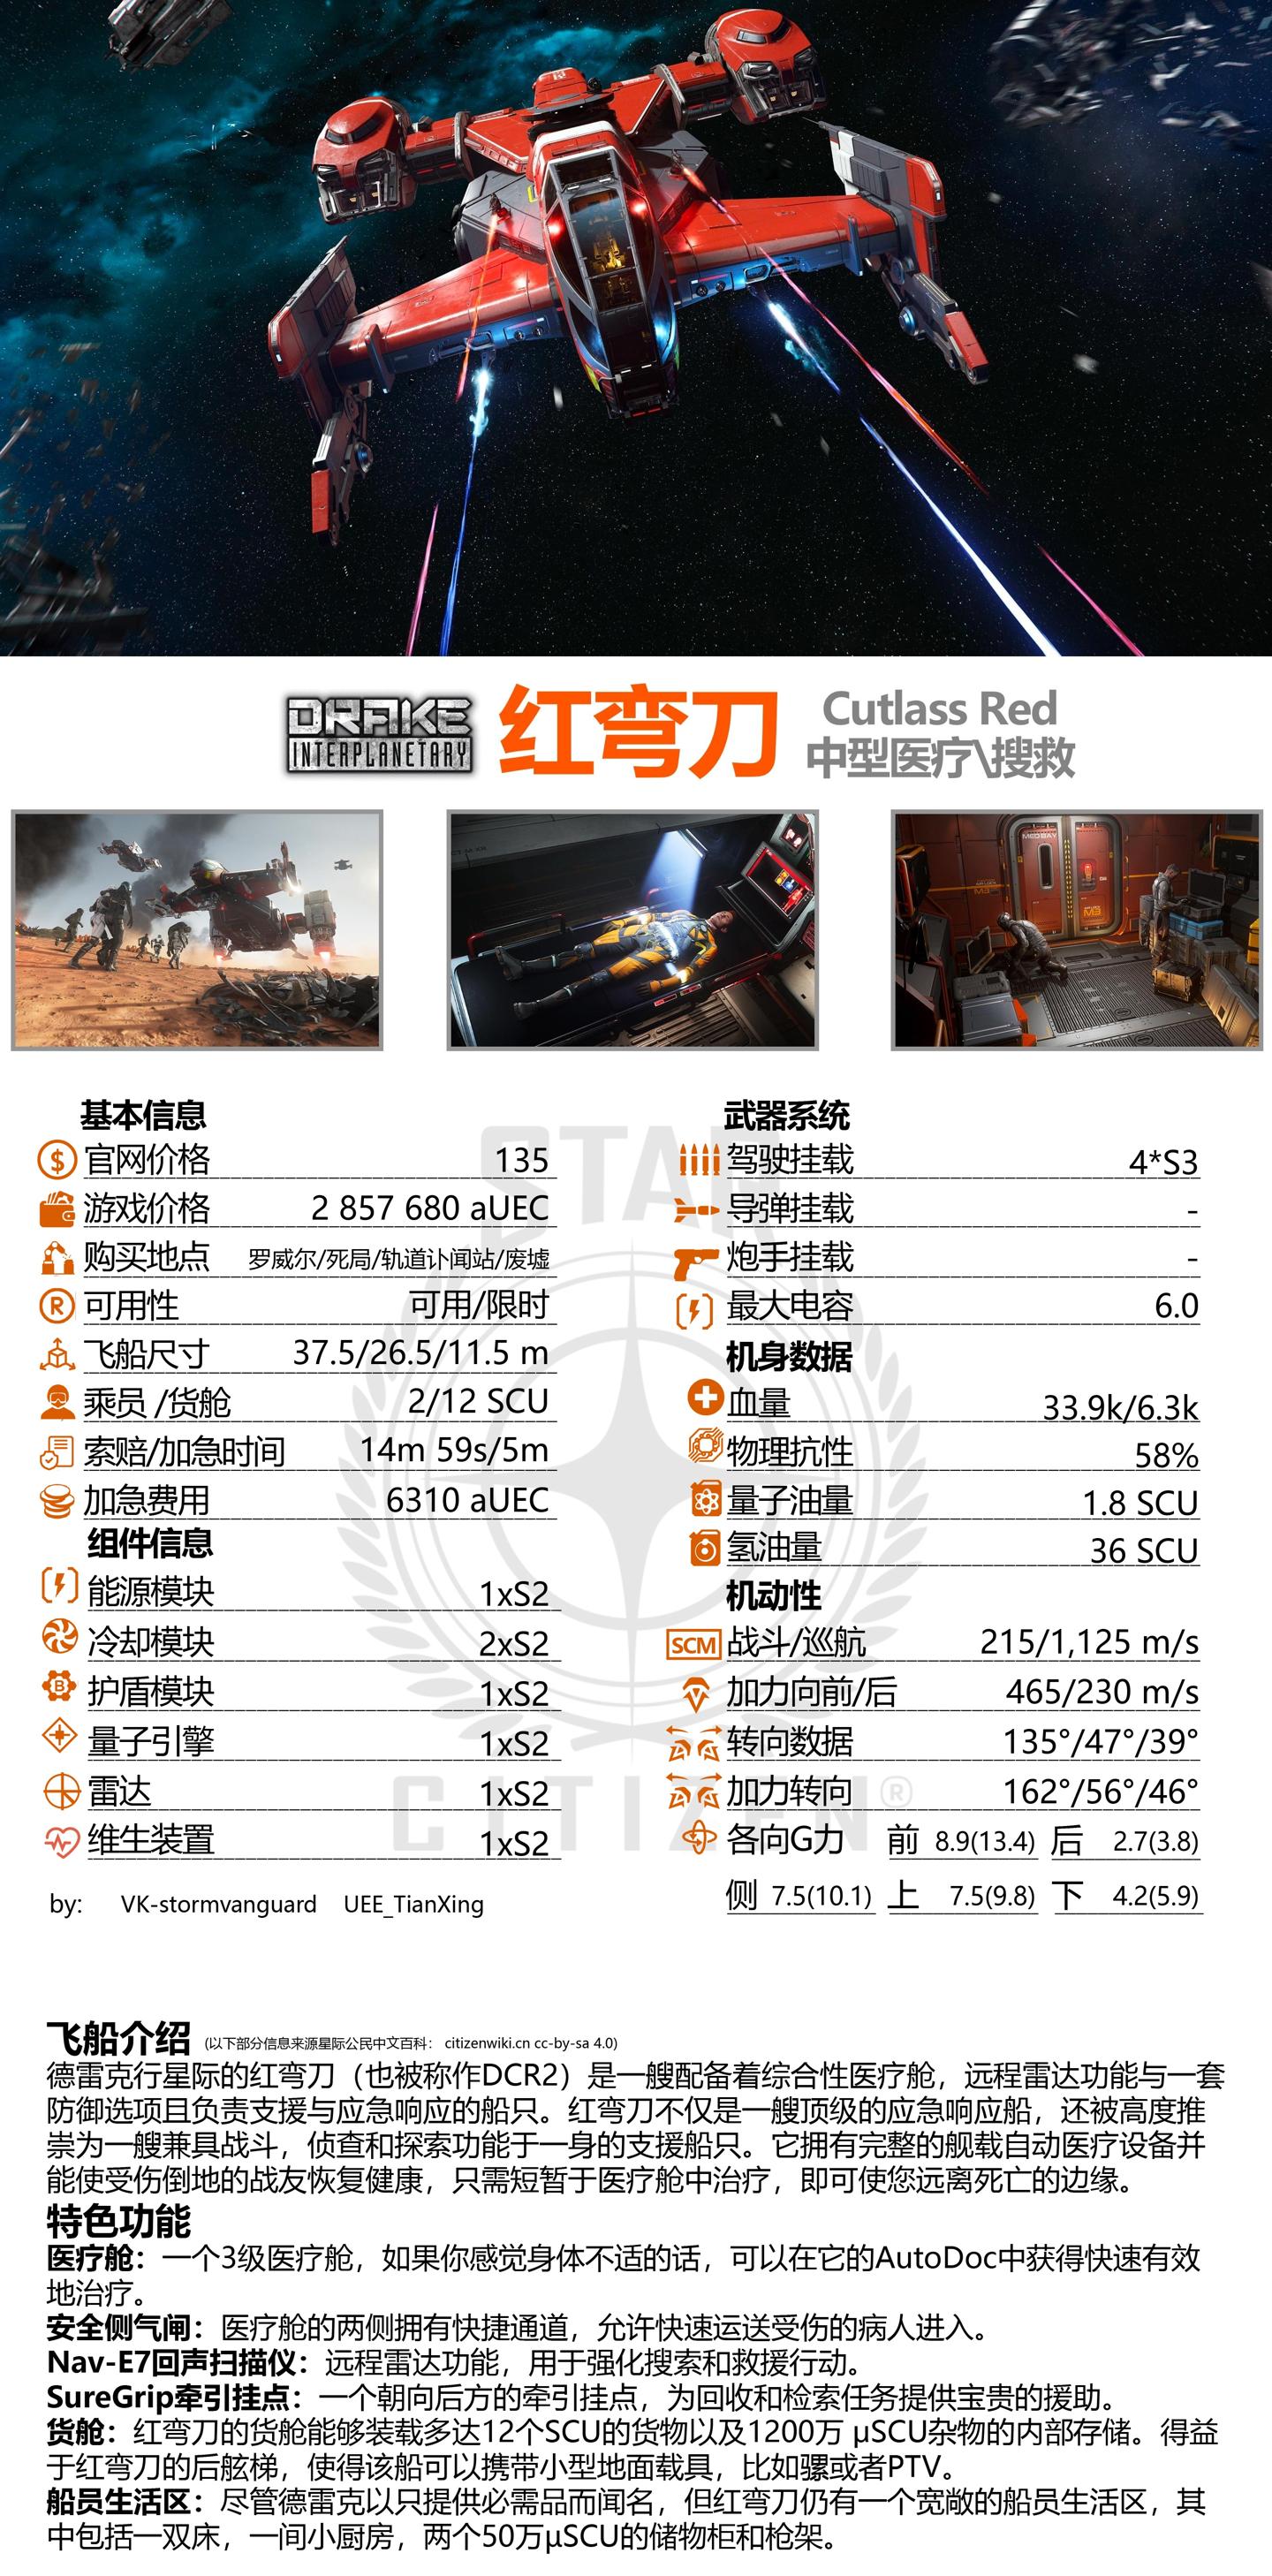 DRAKE
INTERPLANETARY
红弯刀
Cutlass Red
中型医疗\搜救
MEDBAY
基本信息
官网价格 135
游戏价格 2 857 680 aUEC
购买地点 罗威尔/死局/轨道讣闻站/废墟
可用性 可用/限时
飞船尺寸 37.5/26.5/11.5 m
乘员 /货舱 2/12 SCU
索赔/加急时间 14m 59s/5m
加急费用 6310 aUEC
组件信息
能源模块 1xS2
冷却模块 2xS2
护盾模块 1xS2
量子引擎 1xS2
雷达 1xS2
维生装置 1xS2
by: VK-stormvanguard UEE_TianXing
武器系统
驾驶挂载 4*S3
导弹挂载 -
炮手挂载 -
最大电容 6.0
机身数据
血量 33.9k/6.3k
物理抗性 58%
量子油量 1.8 SCU
氢油量 36 SCU
机动性
SCM 战斗/巡航 215/1,125 m/s
加力向前/后 465/230 m/s
转向数据 135°/47°/39°
加力转向 162°/56°/46°
各向G力 前 8.9(13.4) 后 2.7(3.8)
侧 7.5(10.1) 上 7.5(9.8) 下 4.2(5.9)
STAR
CITIZEN®
飞船介绍 (以下部分信息来源星际公民中文百科： citizenwiki.cn cc-by-sa 4.0)
德雷克行星际的红弯刀（也被称作DCR2）是一艘配备着综合性医疗舱，远程雷达功能与一套
防御选项且负责支援与应急响应的船只。红弯刀不仅是一艘顶级的应急响应船，还被高度推
崇为一艘兼具战斗，侦查和探索功能于一身的支援船只。它拥有完整的舰载自动医疗设备并
能使受伤倒地的战友恢复健康，只需短暂于医疗舱中治疗，即可使您远离死亡的边缘。
特色功能
医疗舱：一个3级医疗舱，如果你感觉身体不适的话，可以在它的AutoDoc中获得快速有效
地治疗。
安全侧气闸：医疗舱的两侧拥有快捷通道，允许快速运送受伤的病人进入。
Nav-E7回声扫描仪：远程雷达功能，用于强化搜索和救援行动。
SureGrip牵引挂点：一个朝向后方的牵引挂点，为回收和检索任务提供宝贵的援助。
货舱：红弯刀的货舱能够装载多达12个SCU的货物以及1200万 μSCU杂物的内部存储。得益
于红弯刀的后舷梯，使得该船可以携带小型地面载具，比如骡或者PTV。
船员生活区：尽管德雷克以只提供必需品而闻名，但红弯刀仍有一个宽敞的船员生活区，其
中包括一双床，一间小厨房，两个50万μSCU的储物柜和枪架。